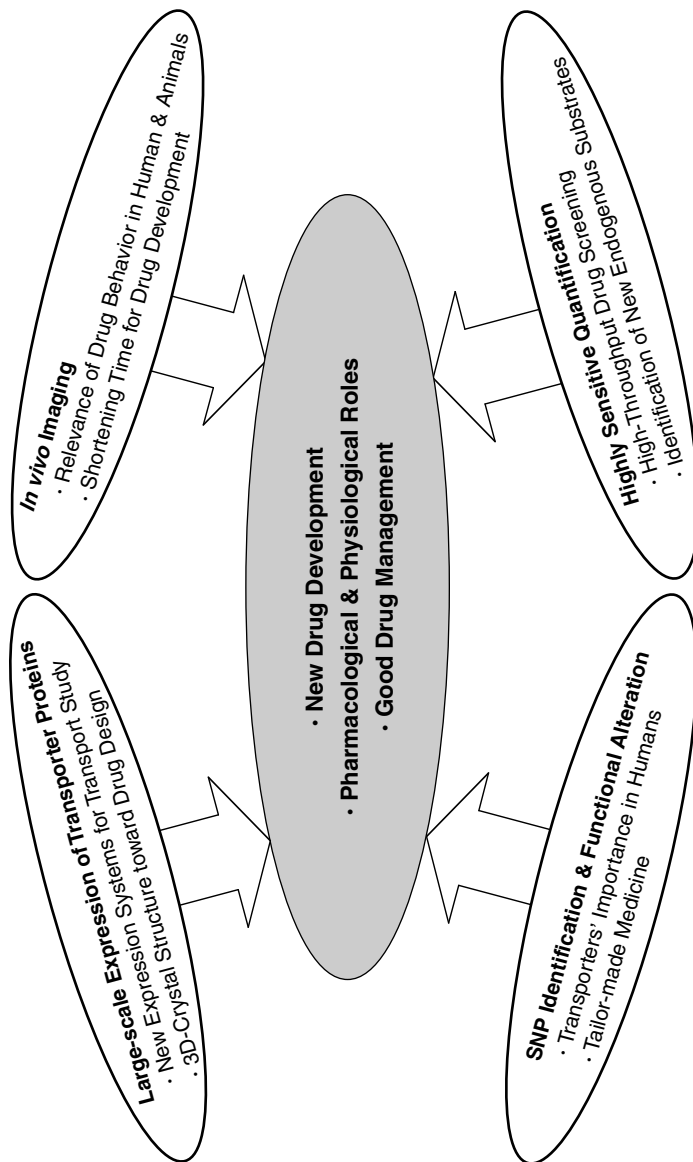 Large-scale Expression of Transporter Proteins
· New Expression Systems for Transport Study
· 3D-Crystal Structure toward Drug Design
In vivo Imaging
· Relevance of Drug Behavior in Human & Animals
· Shortening Time for Drug Development
· New Drug Development
· Pharmacological & Physiological Roles
· Good Drug Management
SNP Identification & Functional Alteration
· Transporters’ Importance in Humans
· Tailor-made Medicine
Highly Sensitive Quantification
· High-Throughput Drug Screening
· Identification of New Endogenous Substrates